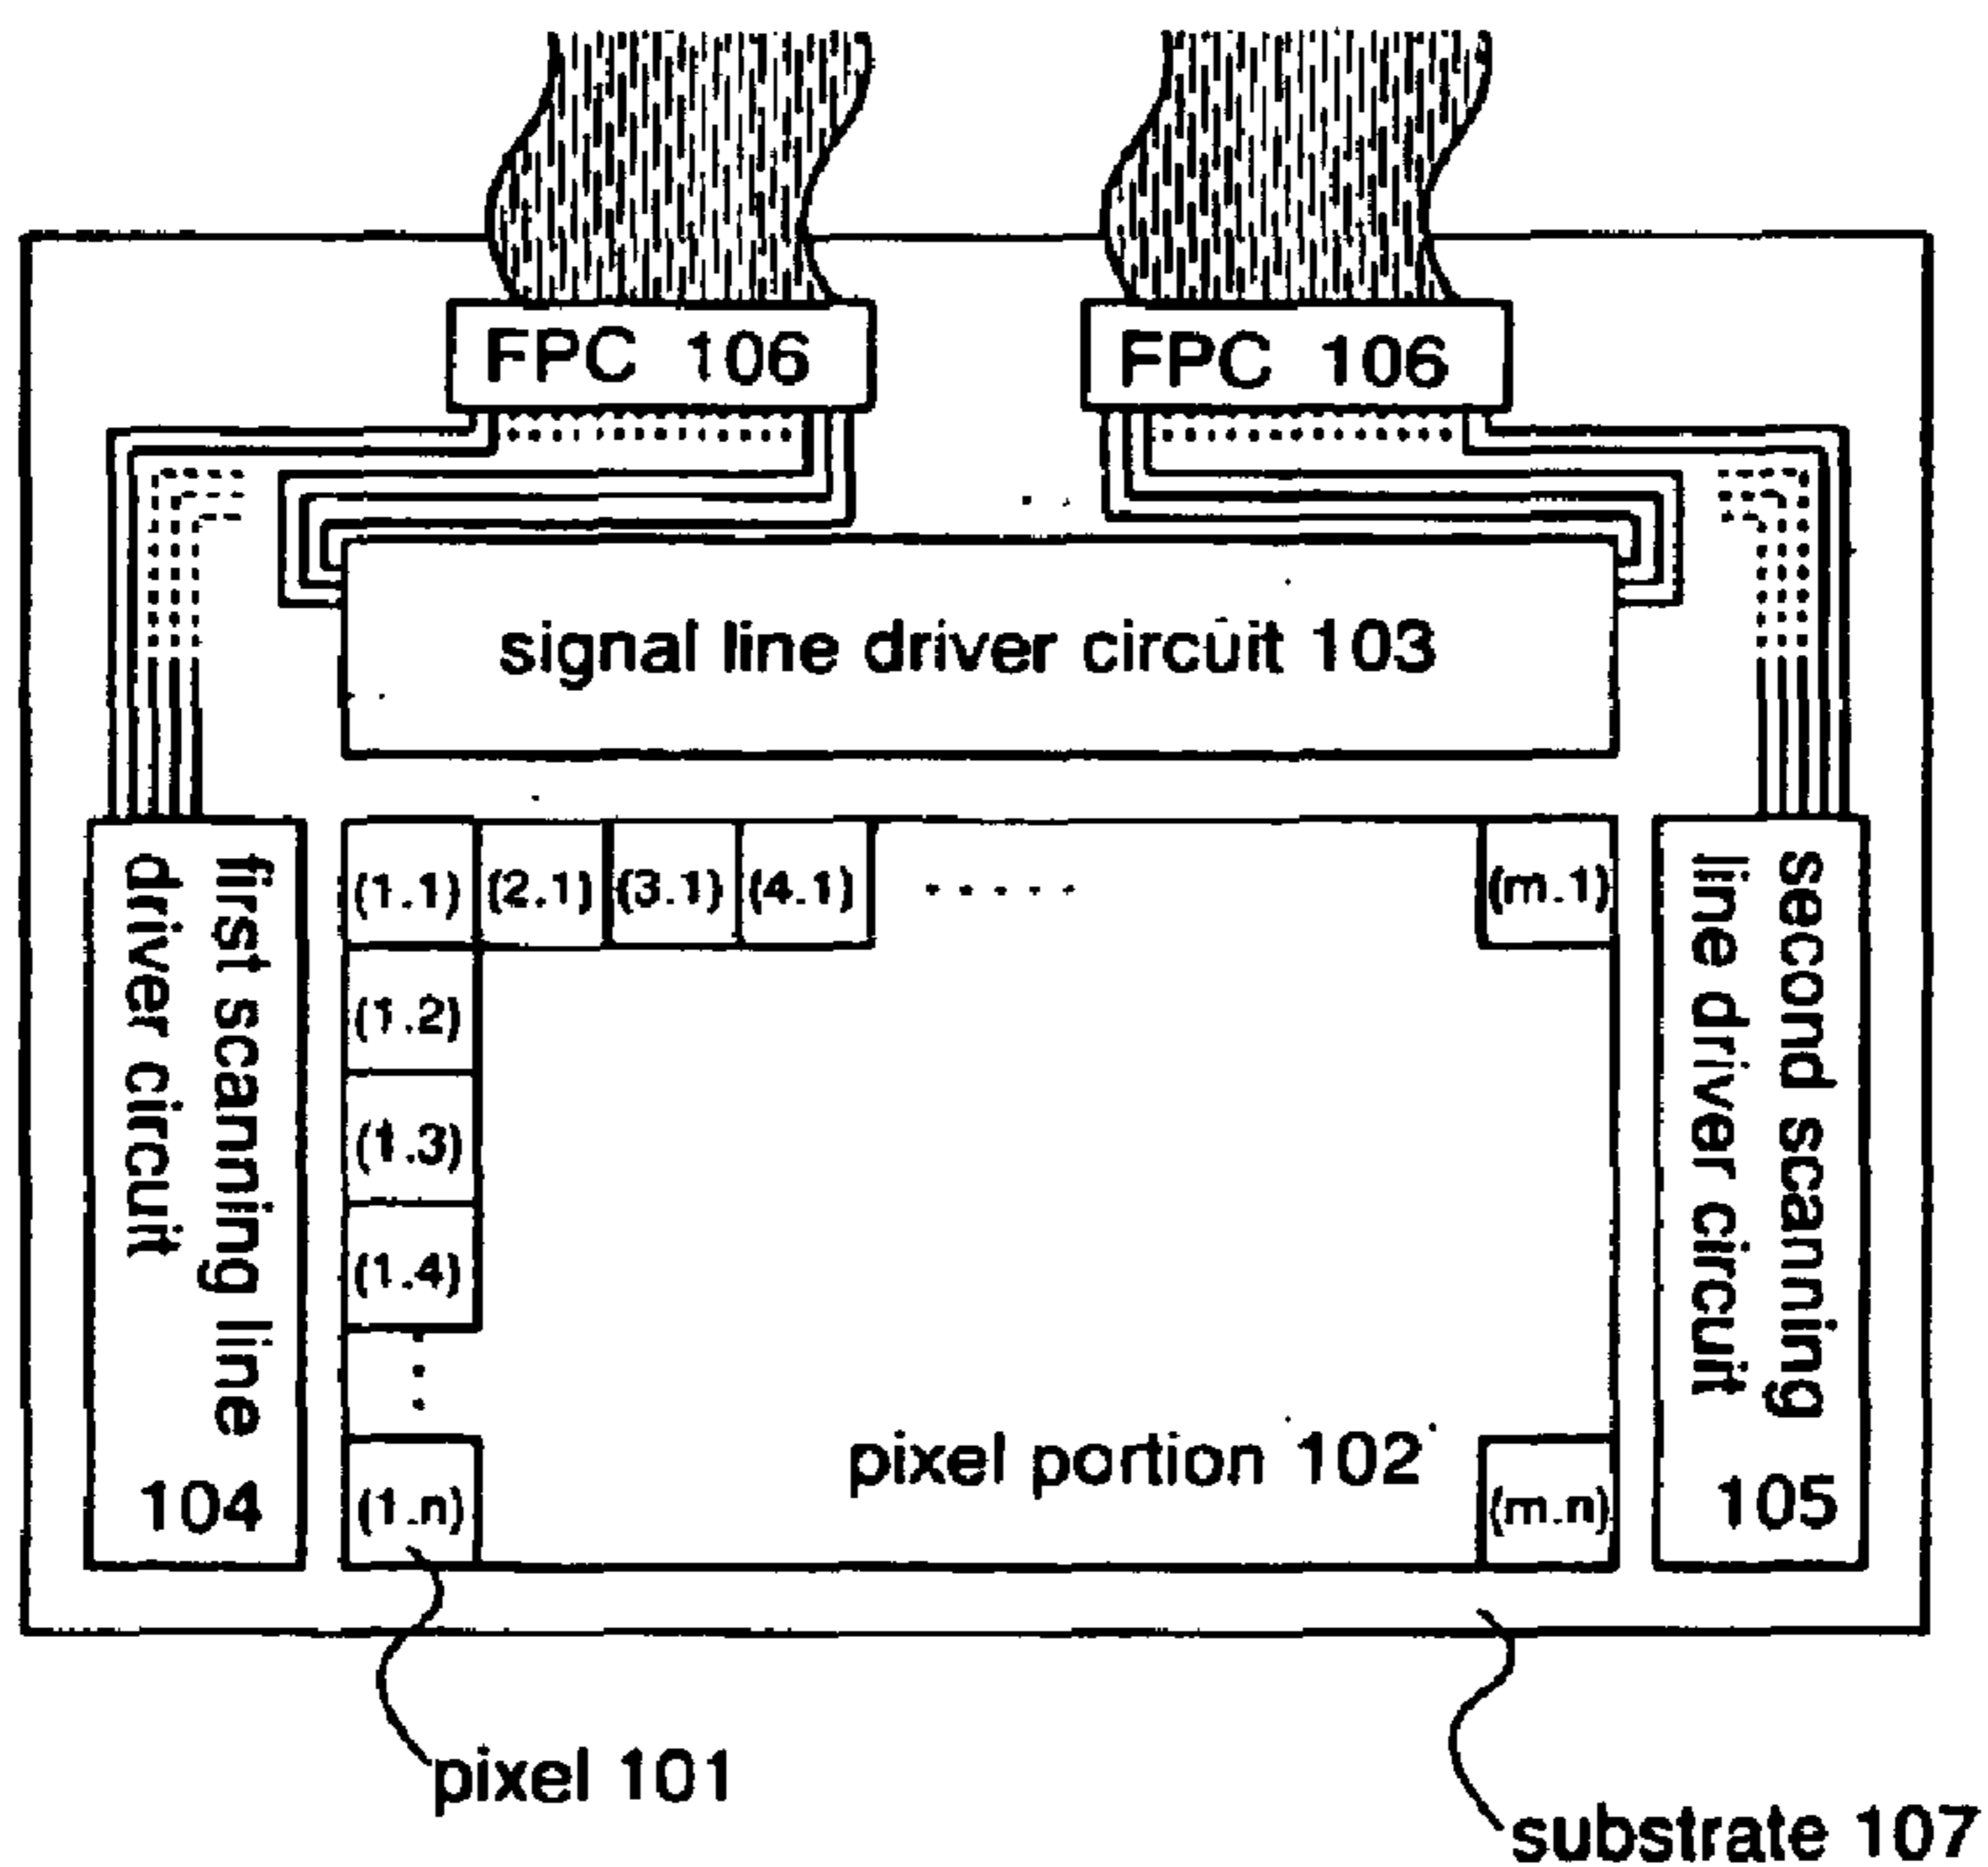 FPC 106
FPC 106
signal line driver circuit 103
first scanning line
driver circuit
104
(1.1) (2.1) (3.1) (4.1) ..... (m.1)
(1.2)
(1.3)
(1.4)
(1.n)
pixel portion 102
(m.n)
second scanning
line driver circuit
105
pixel 101
substrate 107